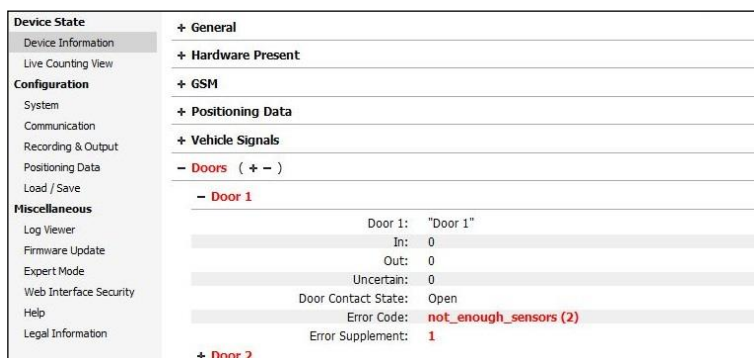 Device State
Device Information
Live Counting View
Configuration
System
Communication
Recording & Output
Positioning Data
Load / Save
Miscellaneous
Log Viewer
Firmware Update
Expert Mode
Web Interface Security
Help
Legal Information
+ General
+ Hardware Present
+ GSM
+ Positioning Data
+ Vehicle Signals
− Doors ( + − )
− Door 1
Door 1: "Door 1"
In: 0
Out: 0
Uncertain: 0
Door Contact State: Open
Error Code: not_enough_sensors (2)
Error Supplement: 1
+ Door 2